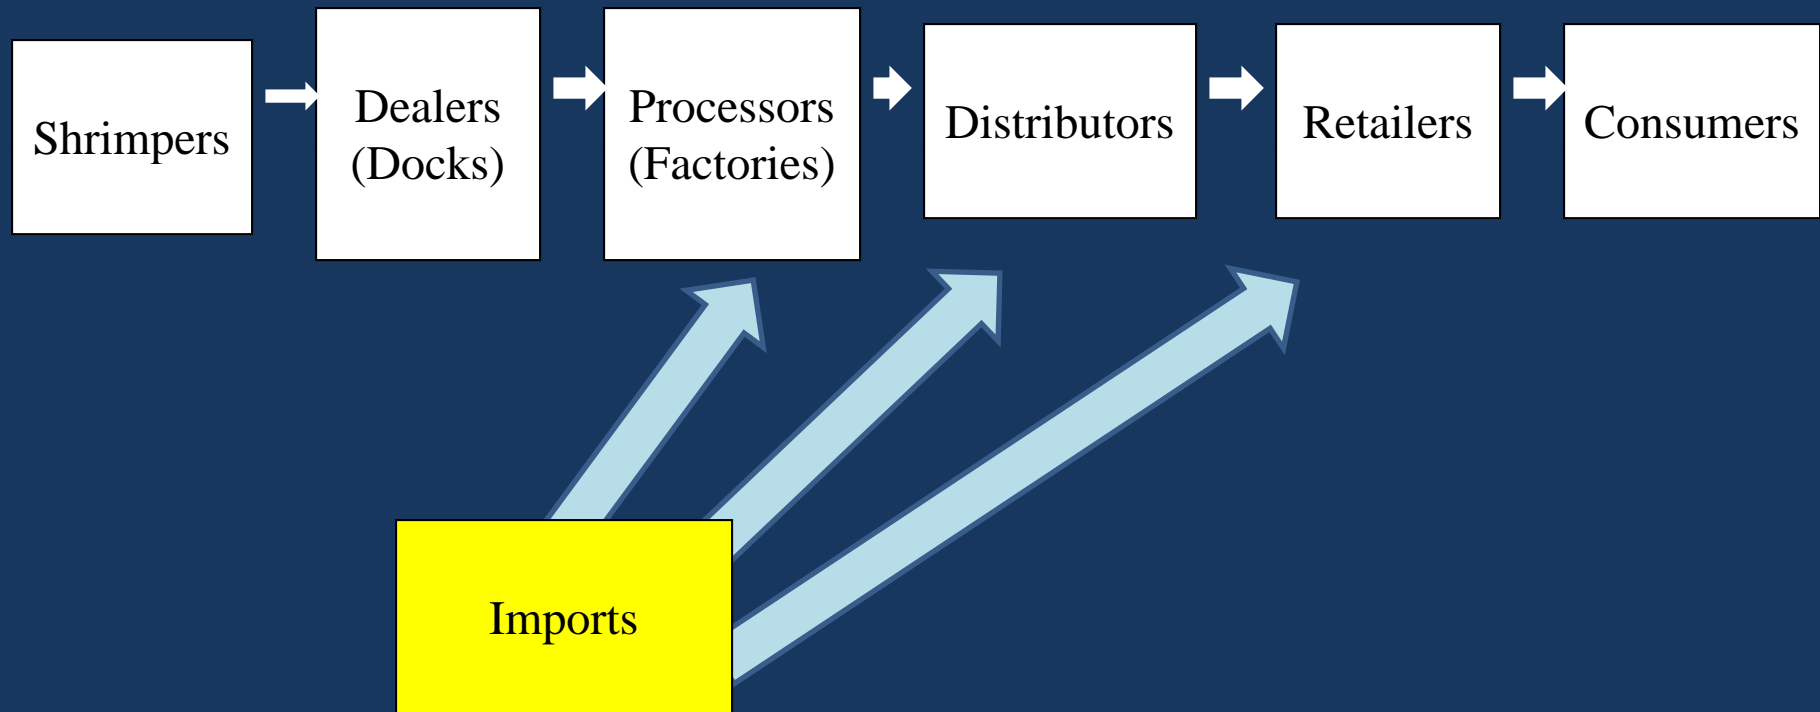 Shrimpers
Dealers
(Docks)
Processors
(Factories)
Distributors
Retailers
Consumers
Imports